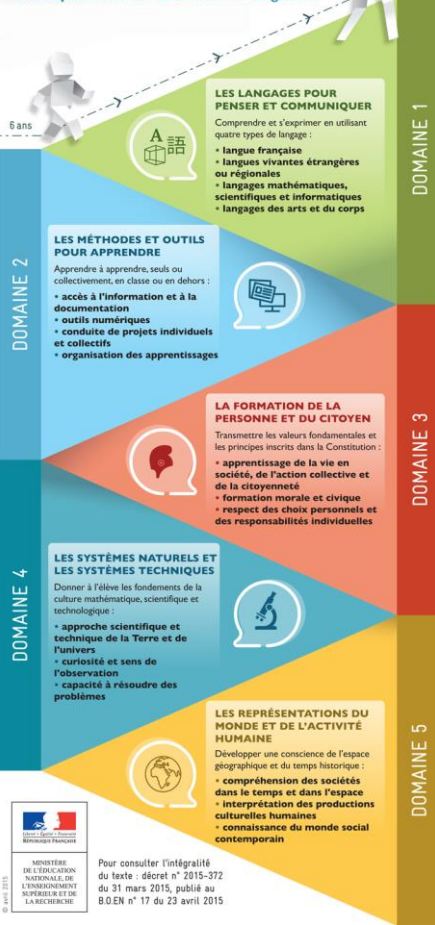 6 ans
A
語
DOMAINE 1
LES LANGAGES POUR
PENSER ET COMMUNIQUER
Comprendre et s'exprimer en utilisant
quatre types de langage :
• langue française
• langues vivantes étrangères
ou régionales
• langages mathématiques,
scientifiques et informatiques
• langages des arts et du corps
DOMAINE 2
LES MÉTHODES ET OUTILS
POUR APPRENDRE
Apprendre à apprendre, seuls ou
collectivement, en classe ou en dehors :
• accès à l'information et à la
documentation
• outils numériques
• conduite de projets individuels
et collectifs
• organisation des apprentissages
DOMAINE 3
LA FORMATION DE LA
PERSONNE ET DU CITOYEN
Transmettre les valeurs fondamentales et
les principes inscrits dans la Constitution :
• apprentissage de la vie en
société, de l'action collective et
de la citoyenneté
• formation morale et civique
• respect des choix personnels et
des responsabilités individuelles
DOMAINE 4
LES SYSTÈMES NATURELS ET
LES SYSTÈMES TECHNIQUES
Donner à l'élève les fondements de la
culture mathématique, scientifique et
technologique :
• approche scientifique et
technique de la Terre et de
l'univers
• curiosité et sens de
l'observation
• capacité à résoudre des
problèmes
DOMAINE 5
LES REPRÉSENTATIONS DU
MONDE ET DE L'ACTIVITÉ
HUMAINE
Développer une conscience de l'espace
géographique et du temps historique :
• compréhension des sociétés
dans le temps et dans l'espace
• interprétation des productions
culturelles humaines
• connaissance du monde social
contemporain
Liberté • Égalité • Fraternité
RÉPUBLIQUE FRANÇAISE
MINISTÈRE
DE L'ÉDUCATION
NATIONALE, DE
L'ENSEIGNEMENT
SUPÉRIEUR ET DE
LA RECHERCHE
Pour consulter l'intégralité
du texte : décret n° 2015-372
du 31 mars 2015, publié au
B.O.EN n° 17 du 23 avril 2015
© avril 2015